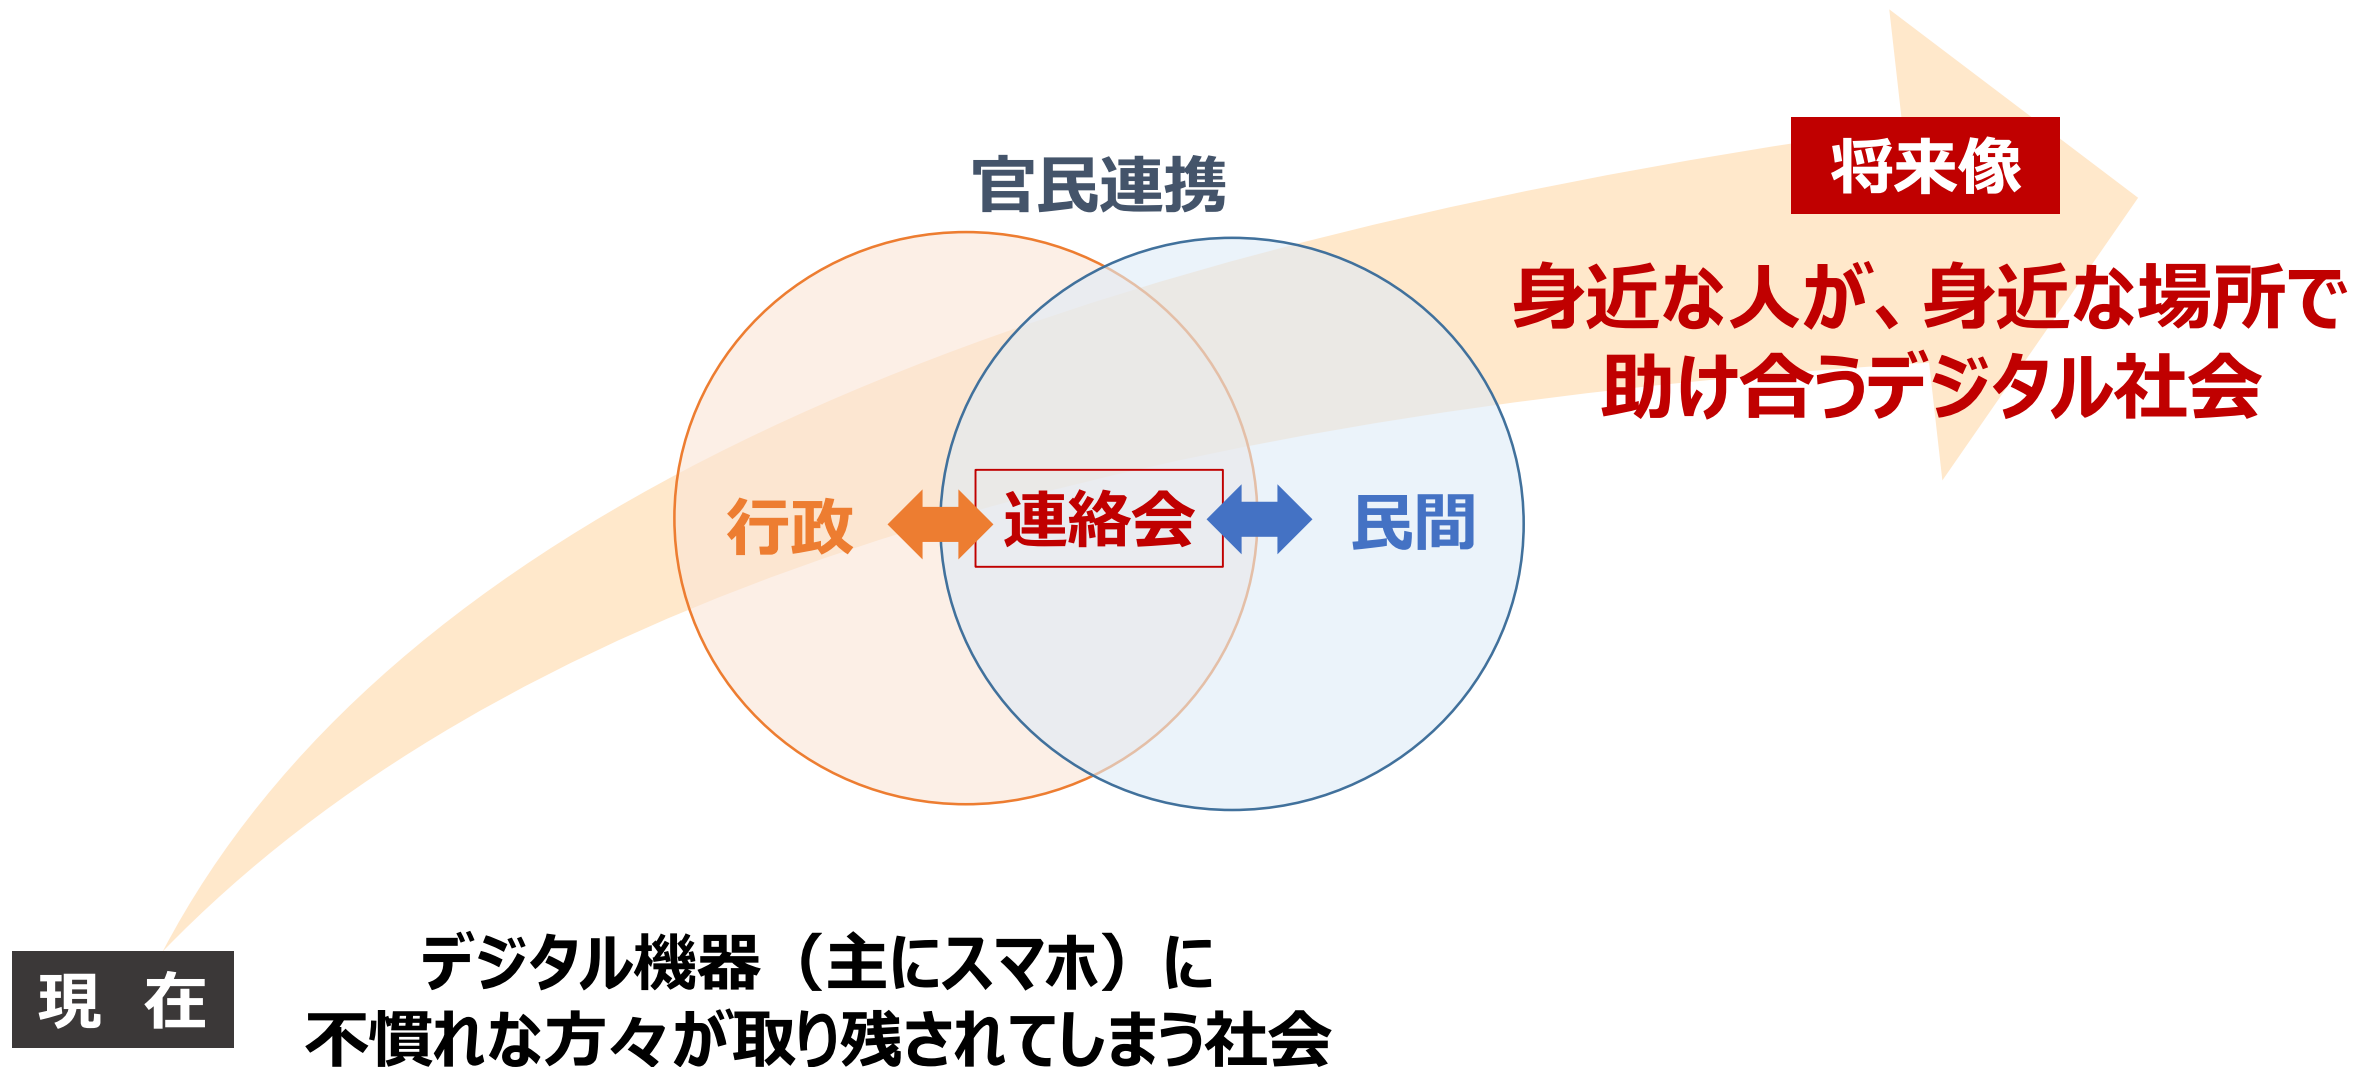 官民連携
将来像
身近な人が、身近な場所で
助け合うデジタル社会
行政
連絡会
民間
現 在
デジタル機器（主にスマホ）に
不慣れな方々が取り残されてしまう社会